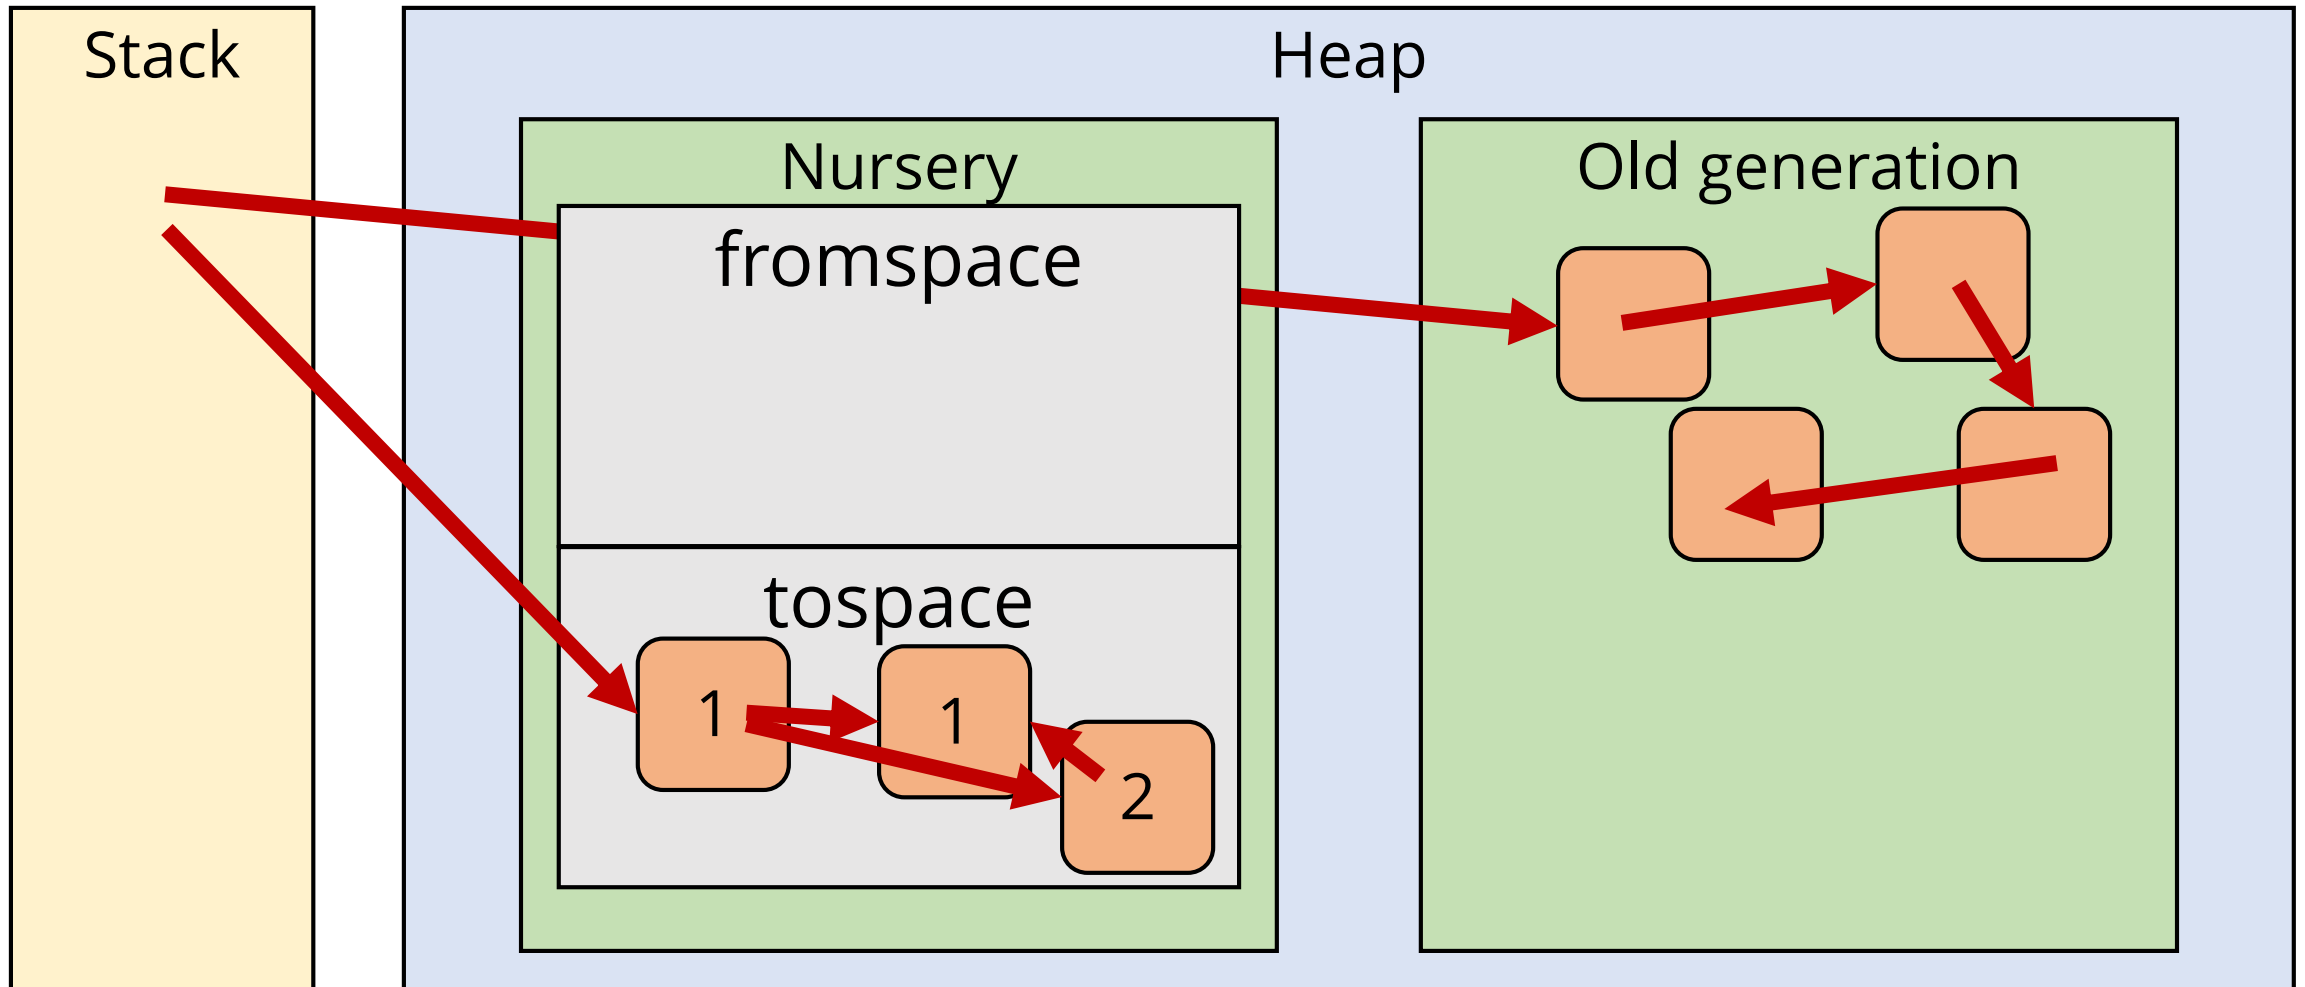 Stack
Heap
Nursery
Old generation
fromspace
tospace
1
1
2